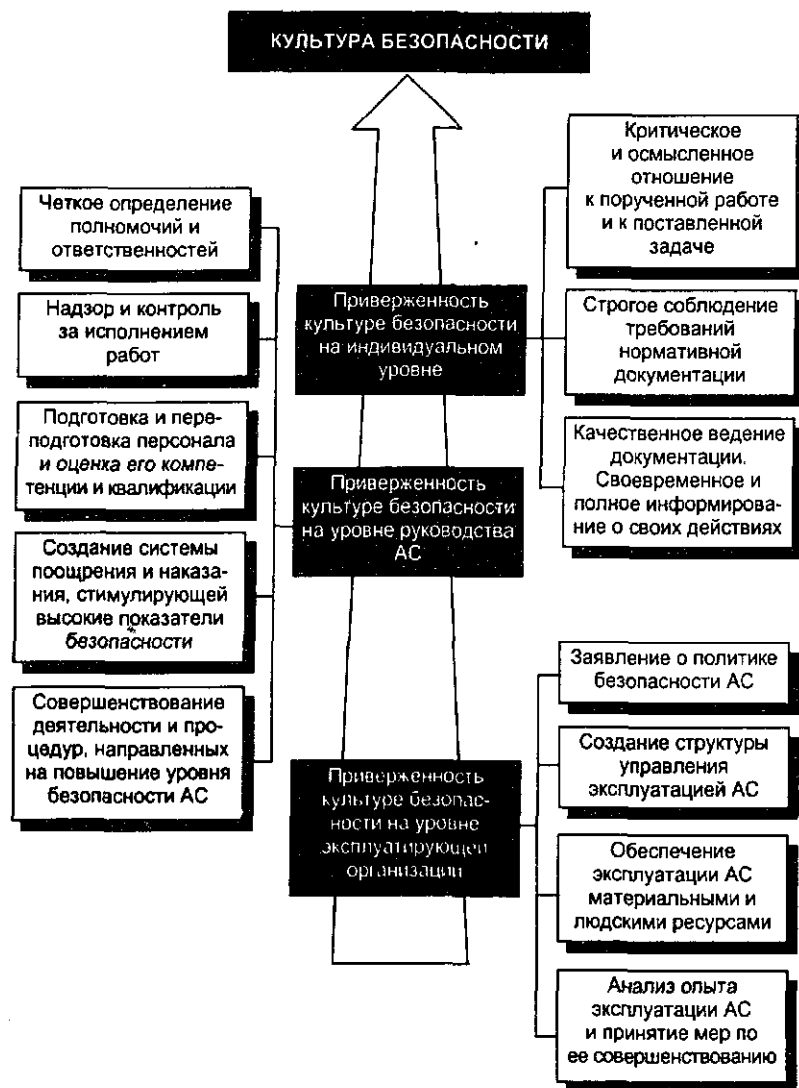 КУЛЬТУРА БЕЗОПАСНОСТИ
Критическое
и осмысленное
отношение
к порученной работе
и к поставленной
задаче
Четкое определение
полномочий и
ответственностей
Приверженность
культуре безопасности
на индивидуальном
уровне
Строгое соблюдение
требований
нормативной
документации
Надзор и контроль
за исполнением
работ
Подготовка и пере-
подготовка персонала
и оценка его компе-
тенции и квалификации
Качественное ведение
документации.
Своевременное и
полное информирова-
ние о своих действиях
Приверженность
культуре безопасности
на уровне руководства
АС
Создание системы
поощрения и наказа-
ния, стимулирующей
высокие показатели
безопасности
Заявление о политике
безопасности АС
Совершенствование
деятельности и про-
цедур, направленных
на повышение уровня
безопасности АС
Создание структуры
управления
эксплуатацией АС
Приверженность
культуре безопас-
ности на уровне
эксплуатирующей
организации
Обеспечение
эксплуатации АС
материальными и
людскими ресурсами
Анализ опыта
эксплуатации АС
и принятие мер по
ее совершенствованию